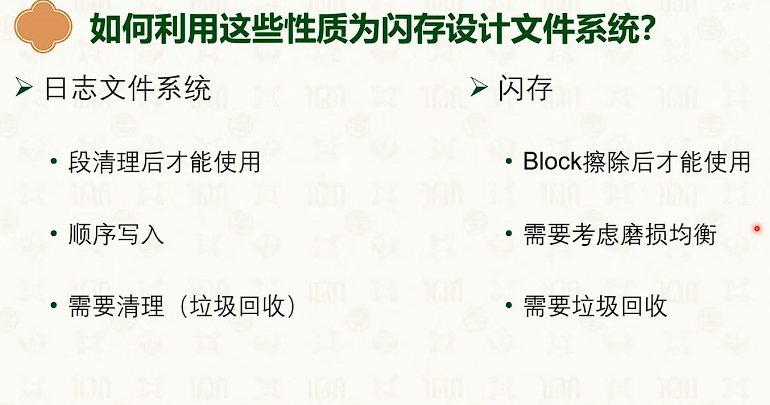 如何利用这些性质为闪存设计文件系统?
日志文件系统
段清理后才能使用
顺序写入
需要清理（垃圾回收）
闪存
Block擦除后才能使用
需要考虑磨损均衡
需要垃圾回收